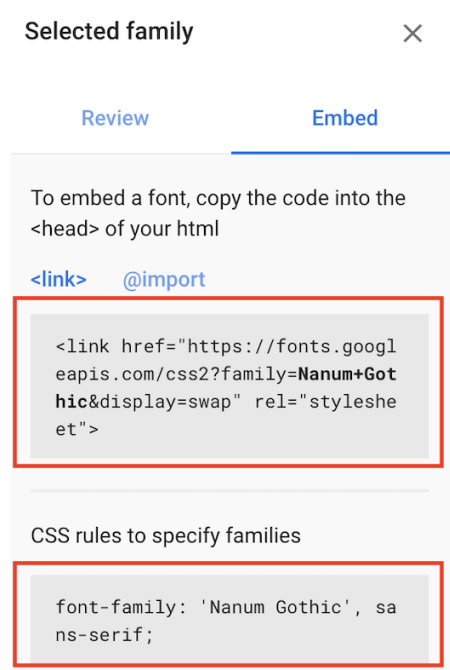 Selected family
Review
Embed
To embed a font, copy the code into the
<head> of your html
<link>
@import
<link href="https://fonts.googl
eapis.com/css2?family=Nanum+Got
hic&display=swap" rel="styleshe
et">
CSS rules to specify families
font-family: 'Nanum Gothic', sa
ns-serif;